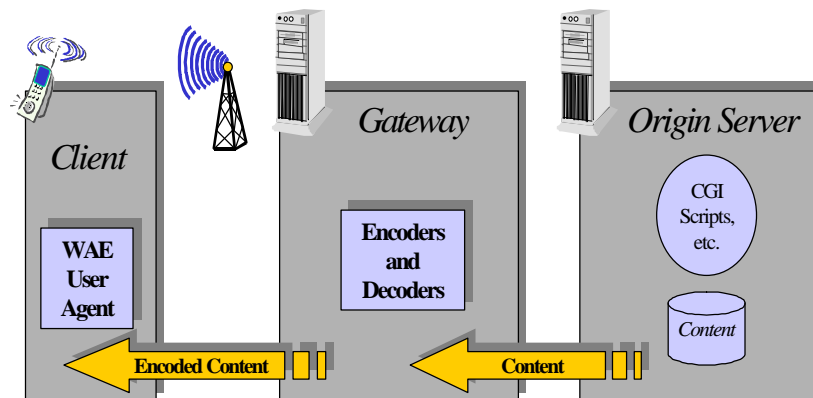 Client
Gateway
Origin Server
WAE
User
Agent
Encoders
and
Decoders
CGI
Scripts,
etc.
Content
Encoded Content
Content